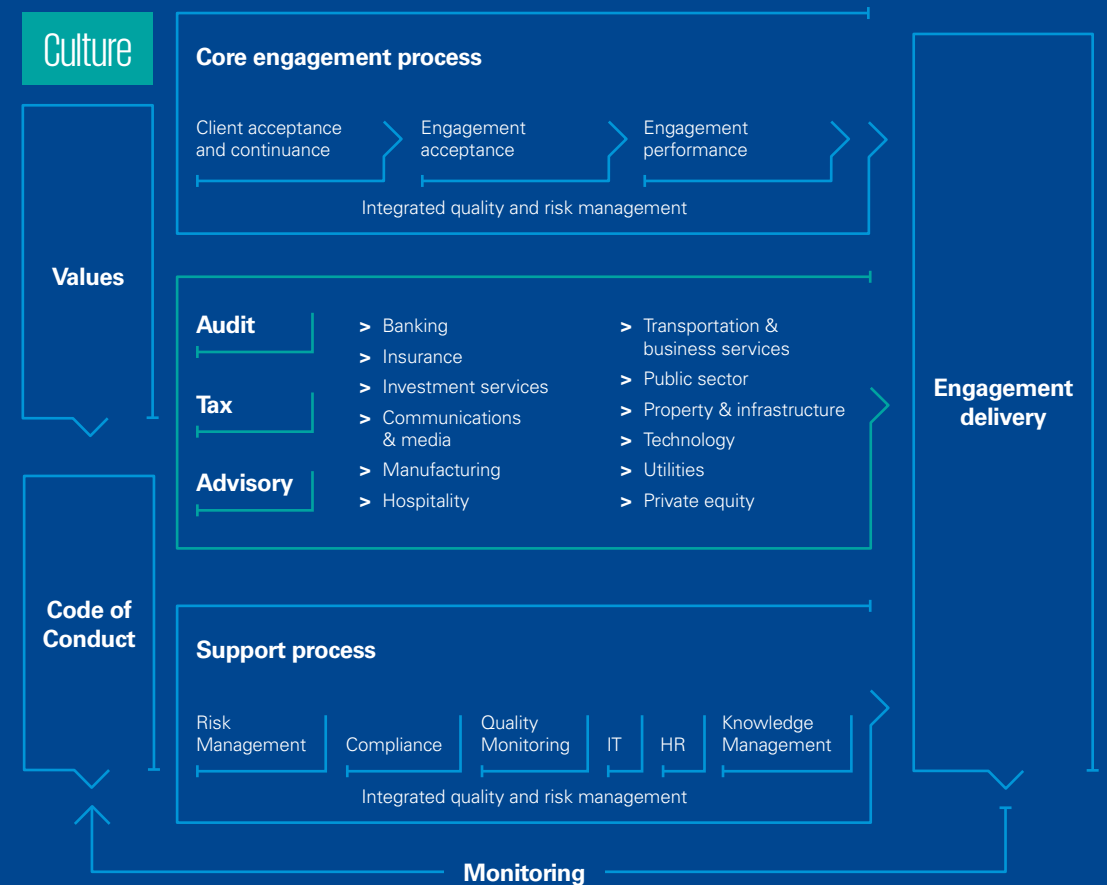 Culture
Values
Code of
Conduct
Core engagement process
Client acceptance
and continuance
Engagement
acceptance
Engagement
performance
Integrated quality and risk management
Audit
Tax
Advisory
> Banking
> Insurance
> Investment services
> Communications
& media
> Manufacturing
> Hospitality
> Transportation &
business services
> Public sector
> Property & infrastructure
> Technology
> Utilities
> Private equity
Support process
Risk
Management
Compliance
Quality
Monitoring
IT
HR
Knowledge
Management
Integrated quality and risk management
Engagement
delivery
Monitoring